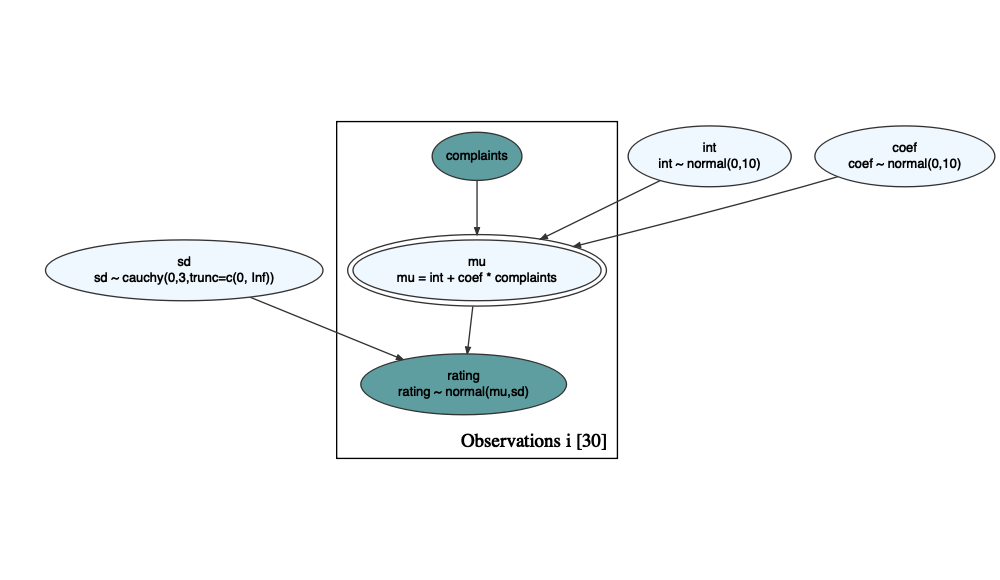 complaints
int
int ~ normal(0,10)
coef
coef ~ normal(0,10)
sd
sd ~ cauchy(0,3,trunc=c(0, Inf))
mu
mu = int + coef * complaints
rating
rating ~ normal(mu,sd)
Observations i [30]